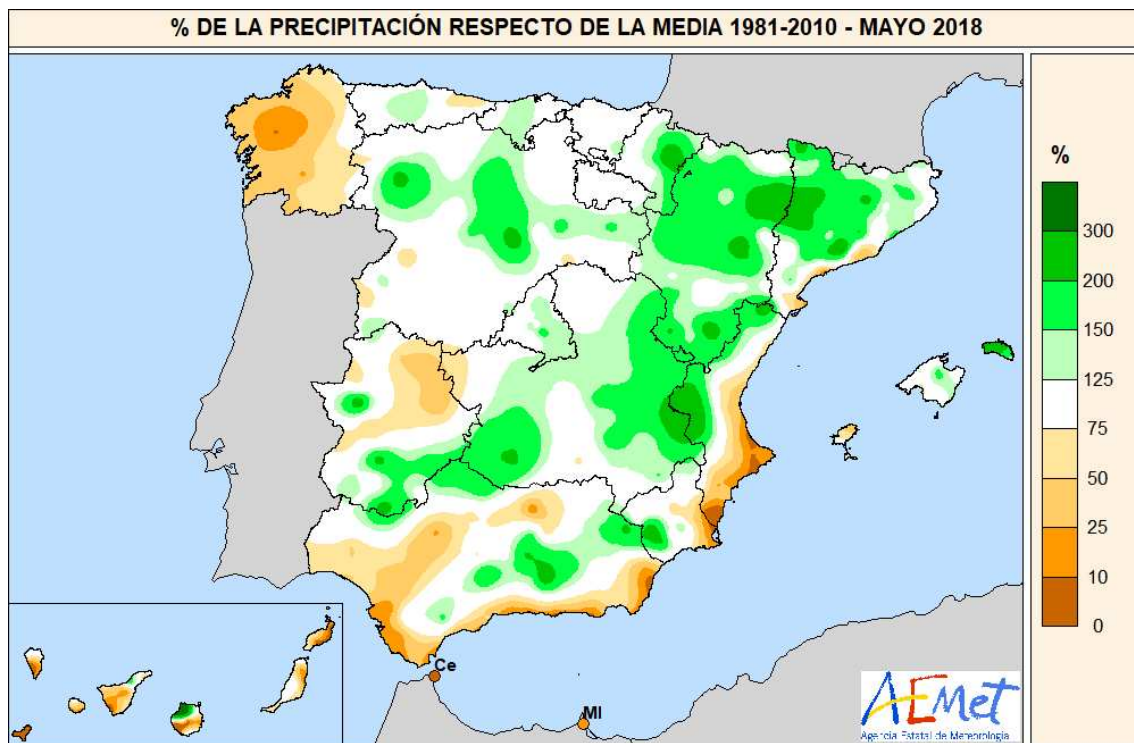 % DE LA PRECIPITACIÓN RESPECTO DE LA MEDIA 1981-2010 - MAYO 2018
%
300
200
150
125
75
50
25
10
0
Ce
Ml
AEMet
Agencia Estatal de Meteorología